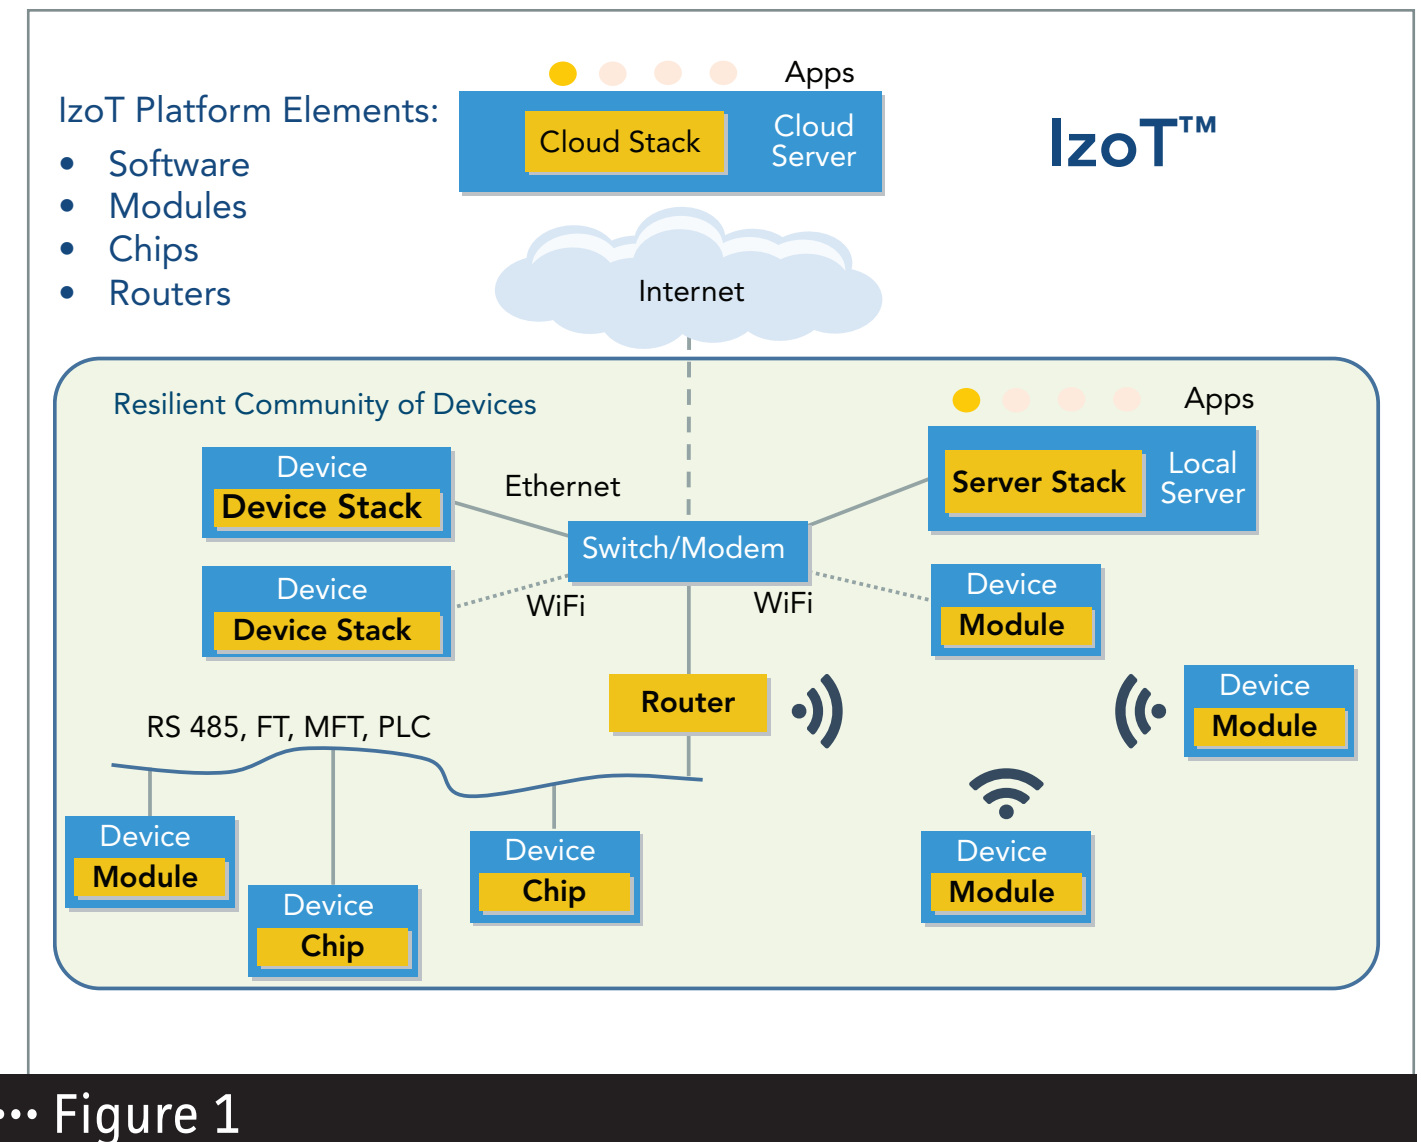 IzoT Platform Elements:
• Software
• Modules
• Chips
• Routers
Apps
Cloud Stack
Cloud
Server
IzoT™
Internet
Resilient Community of Devices
Apps
Device
Device Stack
Ethernet
Server Stack
Local
Server
Switch/Modem
Device
Device Stack
WiFi
WiFi
Device
Module
Router
Device
Module
RS 485, FT, MFT, PLC
Device
Module
Device
Chip
Device
Chip
Device
Module
••• Figure 1